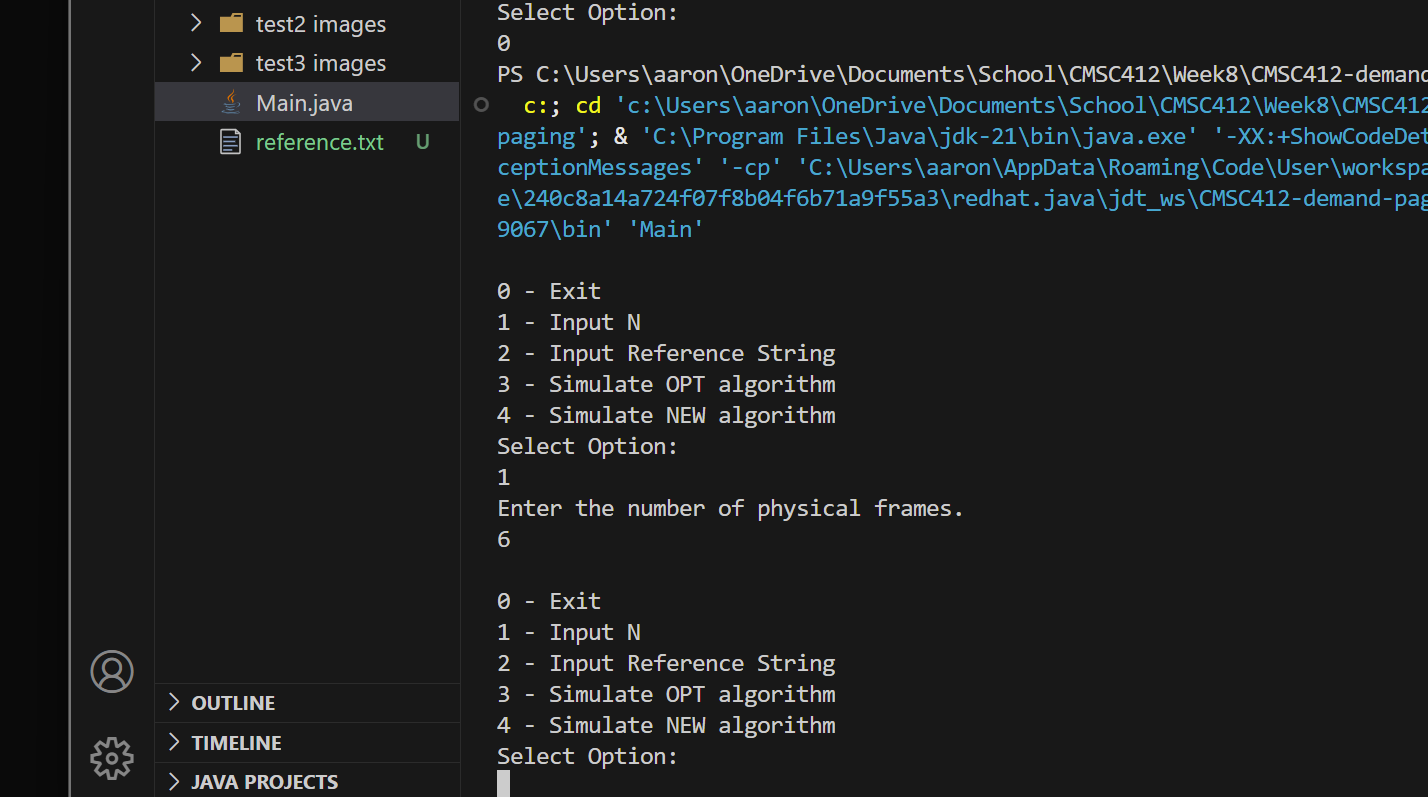 test2 images
test3 images
Main.java
reference.txt U
OUTLINE
TIMELINE
JAVA PROJECTS
Select Option:
0
PS C:\Users\aaron\OneDrive\Documents\School\CMSC412\Week8\CMSC412-demand
c:; cd 'c:\Users\aaron\OneDrive\Documents\School\CMSC412\Week8\CMSC412
paging'; & 'C:\Program Files\Java\jdk-21\bin\java.exe' '-XX:+ShowCodeDet
ceptionMessages' '-cp' 'C:\Users\aaron\AppData\Roaming\Code\User\workspa
e\240c8a14a724f07f8b04f6b71a9f55a3\redhat.java\jdt_ws\CMSC412-demand-pag
9067\bin' 'Main'
0 - Exit
1 - Input N
2 - Input Reference String
3 - Simulate OPT algorithm
4 - Simulate NEW algorithm
Select Option:
1
Enter the number of physical frames.
6
0 - Exit
1 - Input N
2 - Input Reference String
3 - Simulate OPT algorithm
4 - Simulate NEW algorithm
Select Option: